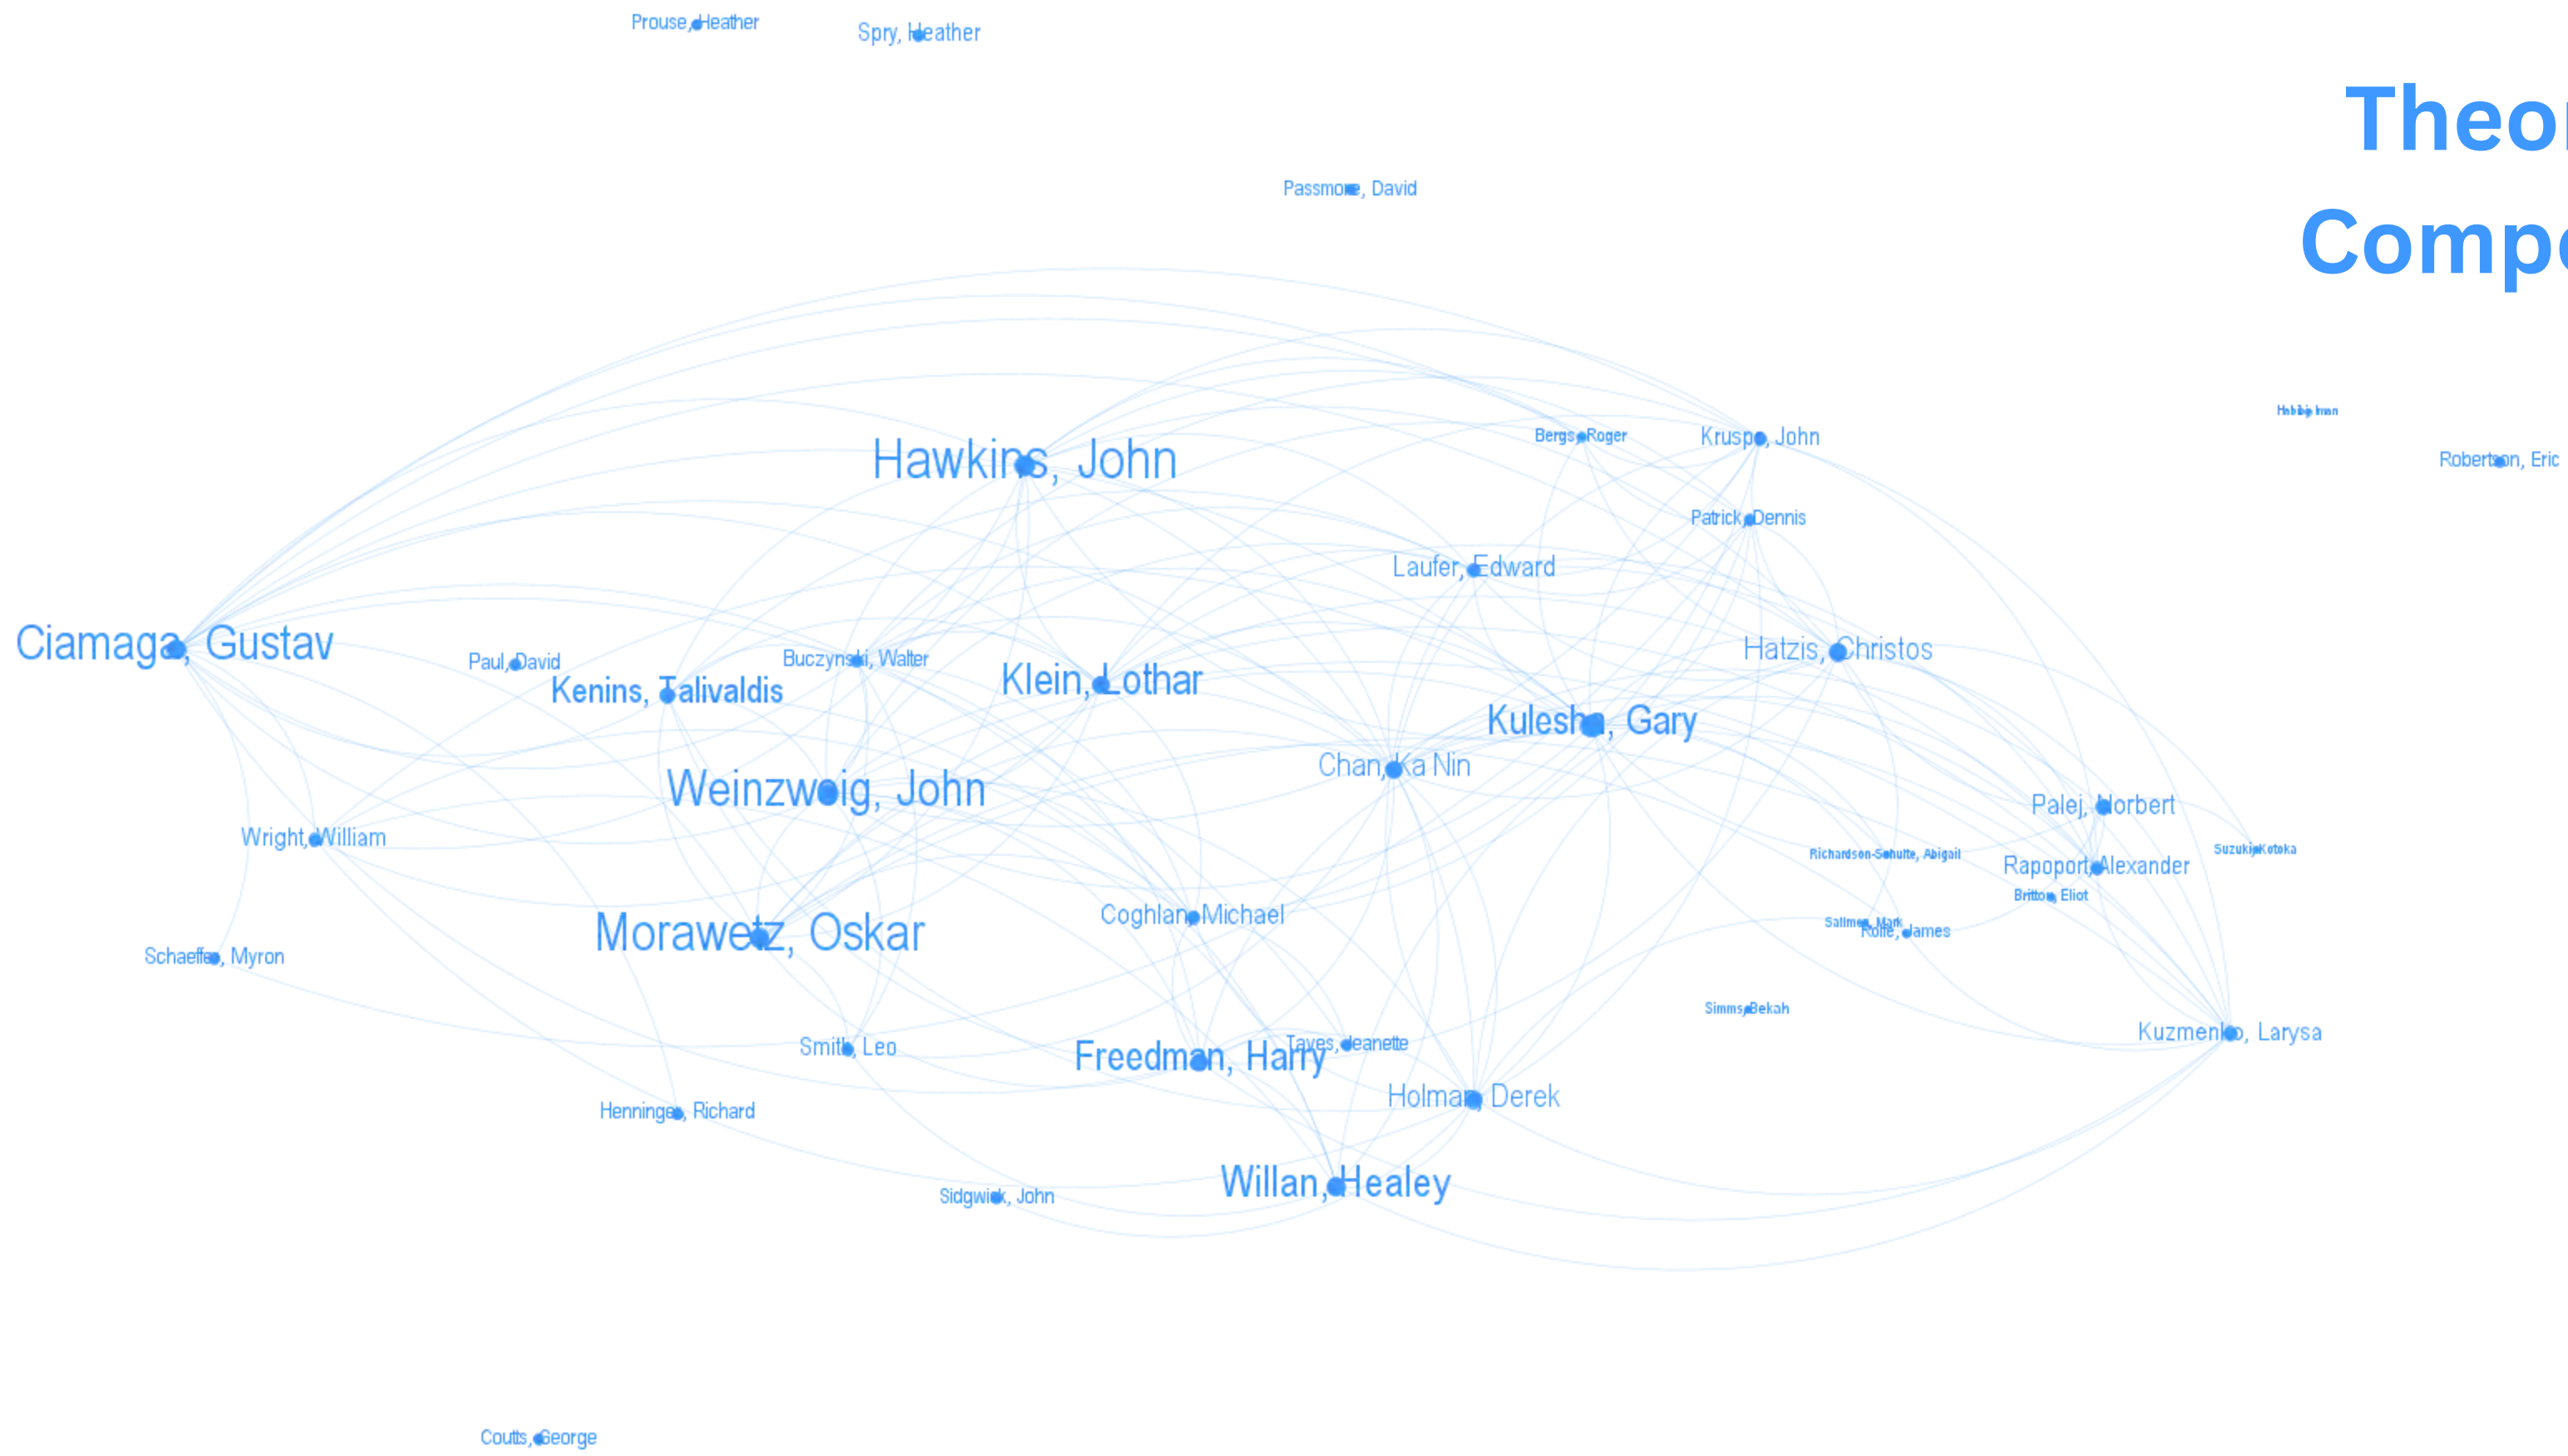 Prouse, Heather
Spry, Heather
Theor
Compo
Passmore, David
Habibi, Iman
Bergs, Roger
Kruspe, John
Hawkins, John
Robertson, Eric
Patrick, Dennis
Laufer, Edward
Ciamaga, Gustav
Hatzis, Christos
Paul, David
Buczynski, Walter
Klein, Lothar
Kenins, Talivaldis
Kulesha, Gary
Chan, Ka Nin
Weinzweig, John
Palej, Norbert
Wright, William
Suzuki, Kotoka
Richardson-Schulte, Abigail
Rapoport, Alexander
Britton, Eliot
Coghlan, Michael
Sallmen, Mark
Rolfe, James
Morawetz, Oskar
Schaeffer, Myron
Simms, Bekah
Kuzmenko, Larysa
Taves, Jeanette
Smith, Leo
Freedman, Harry
Holman, Derek
Henninger, Richard
Willan, Healey
Sidgwick, John
Coutts, George